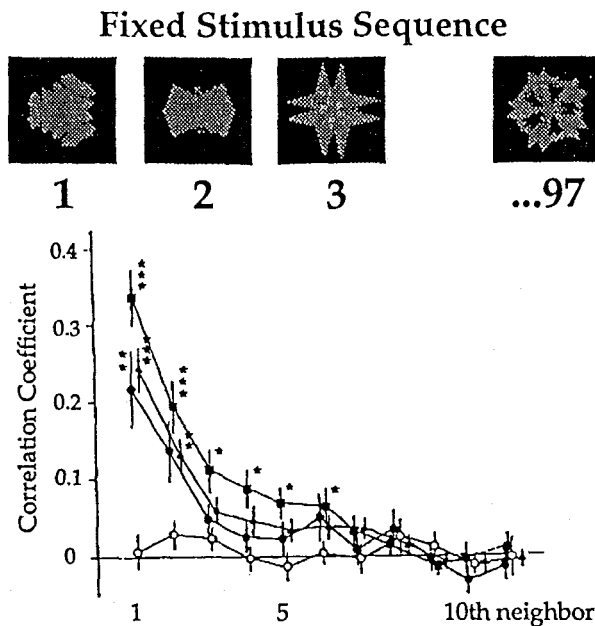 Fixed Stimulus Sequence
1 2 3 ...97
Correlation Coefficient
0.4
0.3
0.2
0.1
0
1 5 10th neighbor